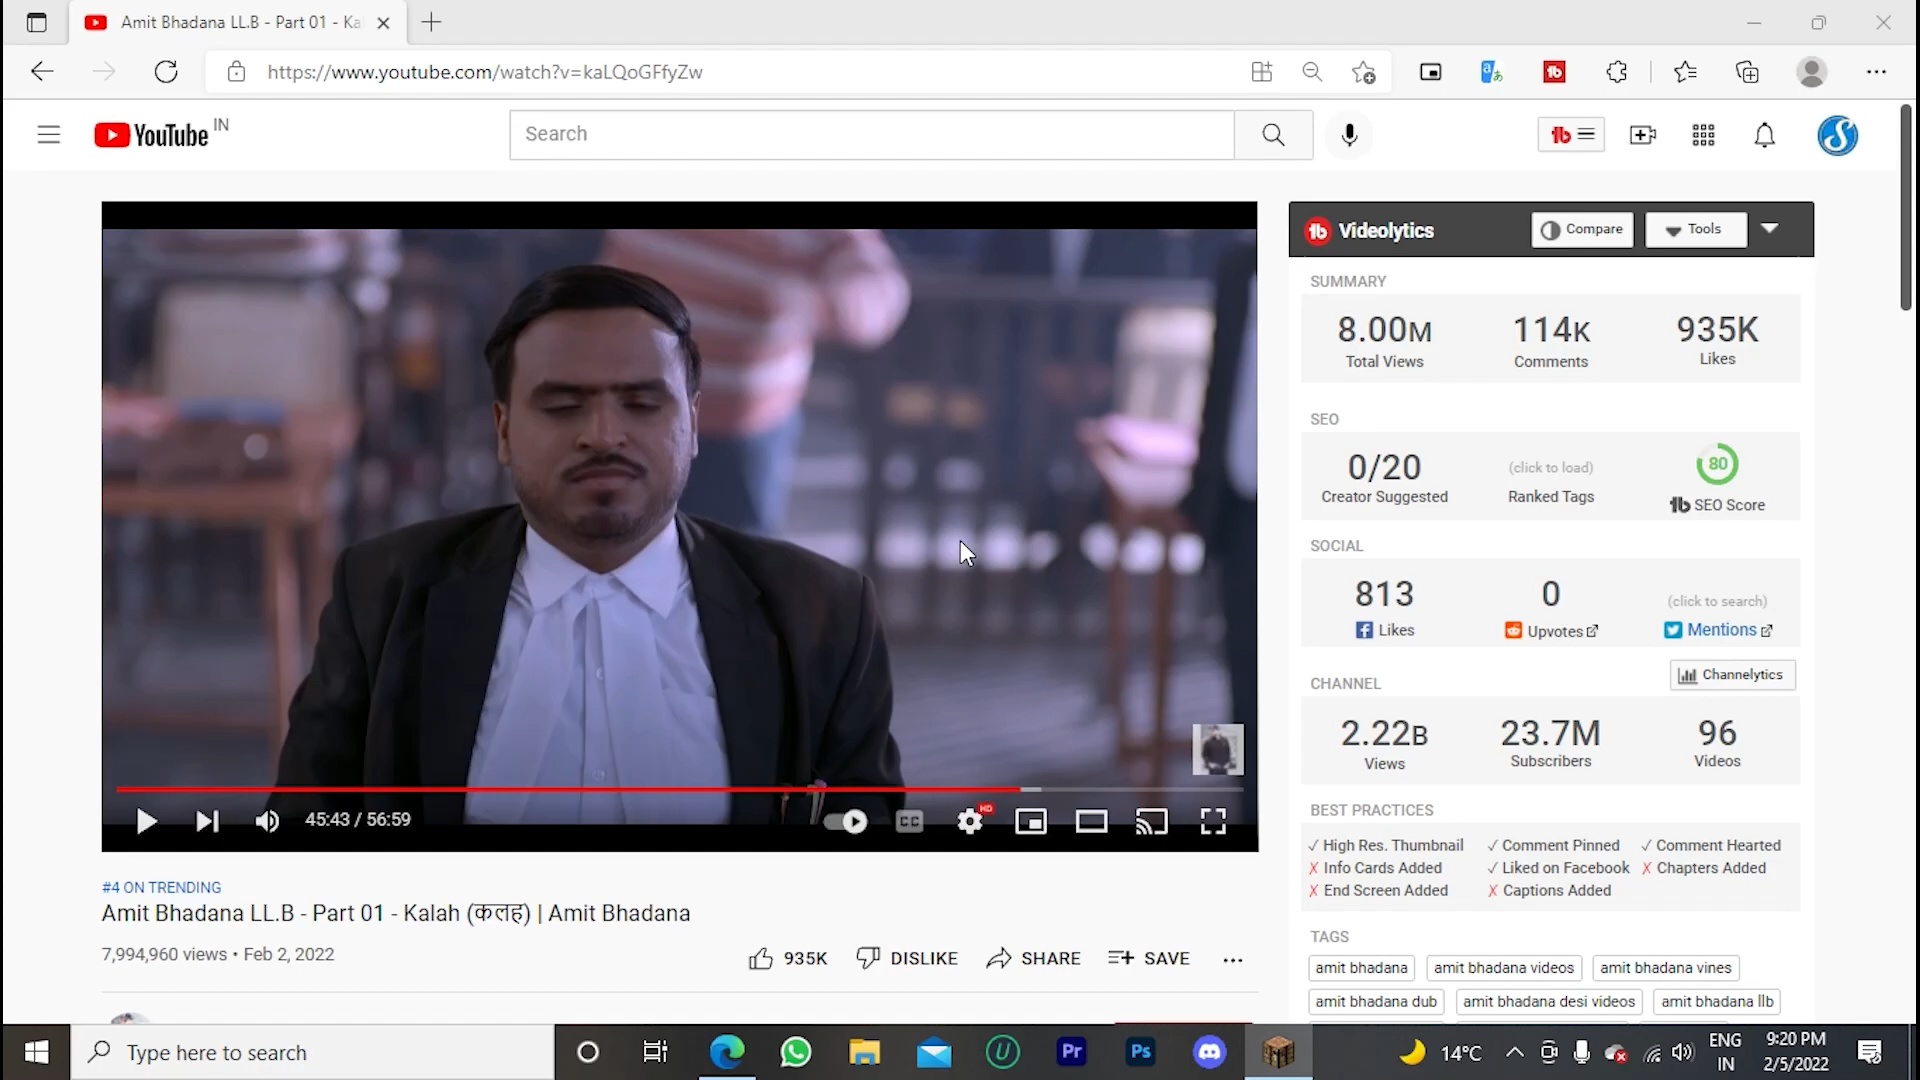 Amit Bhadana LL.B - Part 01 - Ka
https://www.youtube.com/watch?v=kaLQoGFfyZw
YouTube IN
Search
Videolytics
Compare
Tools
SUMMARY
8.00M 114K 935K
Total Views Comments Likes
SEO
0/20 (click to load) 80
Creator Suggested Ranked Tags SEO Score
SOCIAL
813 0 (click to search)
Likes Upvotes Mentions
CHANNEL Channelytics
2.22B 23.7M 96
Views Subscribers Videos
BEST PRACTICES
✓ High Res. Thumbnail ✓ Comment Pinned ✓ Comment Hearted
✗ Info Cards Added ✓ Liked on Facebook ✗ Chapters Added
✗ End Screen Added ✗ Captions Added
TAGS
amit bhadana amit bhadana videos amit bhadana vines
amit bhadana dub amit bhadana desi videos amit bhadana llb
45:43 / 56:59
CC HD
#4 ON TRENDING
Amit Bhadana LL.B - Part 01 - Kalah (कलह) | Amit Bhadana
7,994,960 views • Feb 2, 2022
935K DISLIKE SHARE SAVE
Type here to search
Pr Ps
14°C
ENG
IN
9:20 PM
2/5/2022